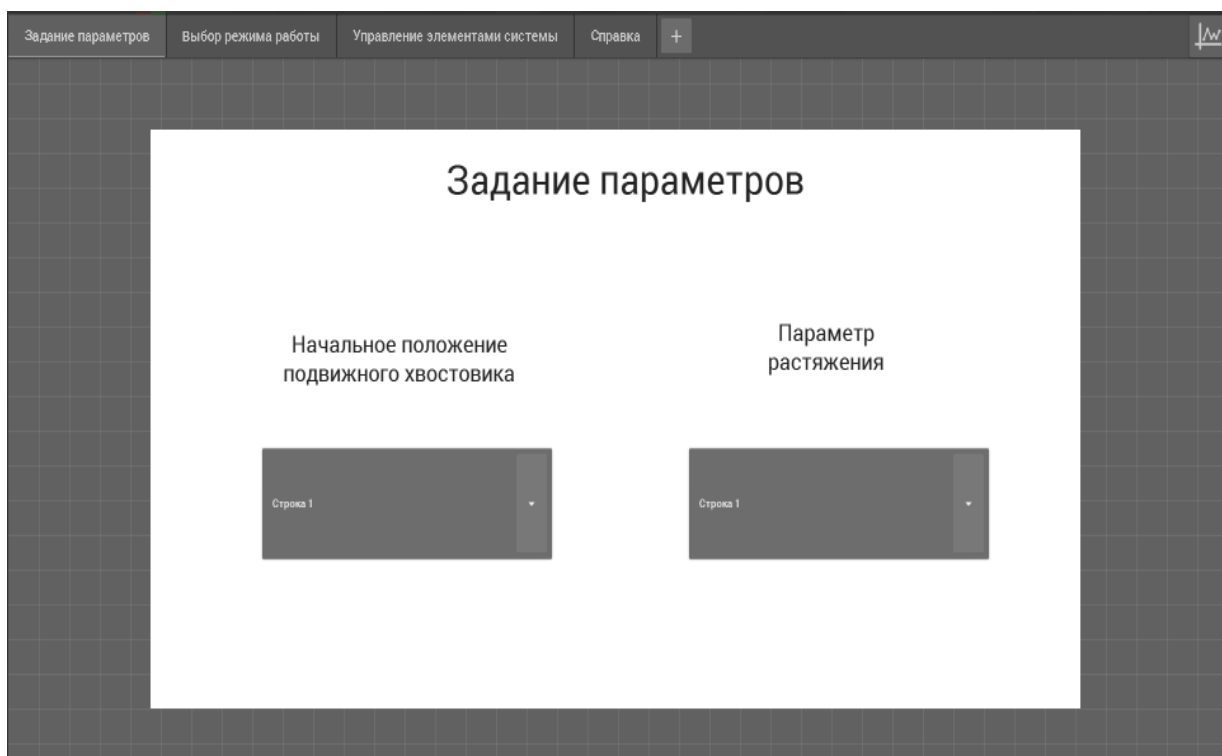 Задание параметров
Выбор режима работы
Управление элементами системы
Справка
+
Задание параметров
Начальное положение
подвижного хвостовика
Параметр
растяжения
Строка 1
Строка 1